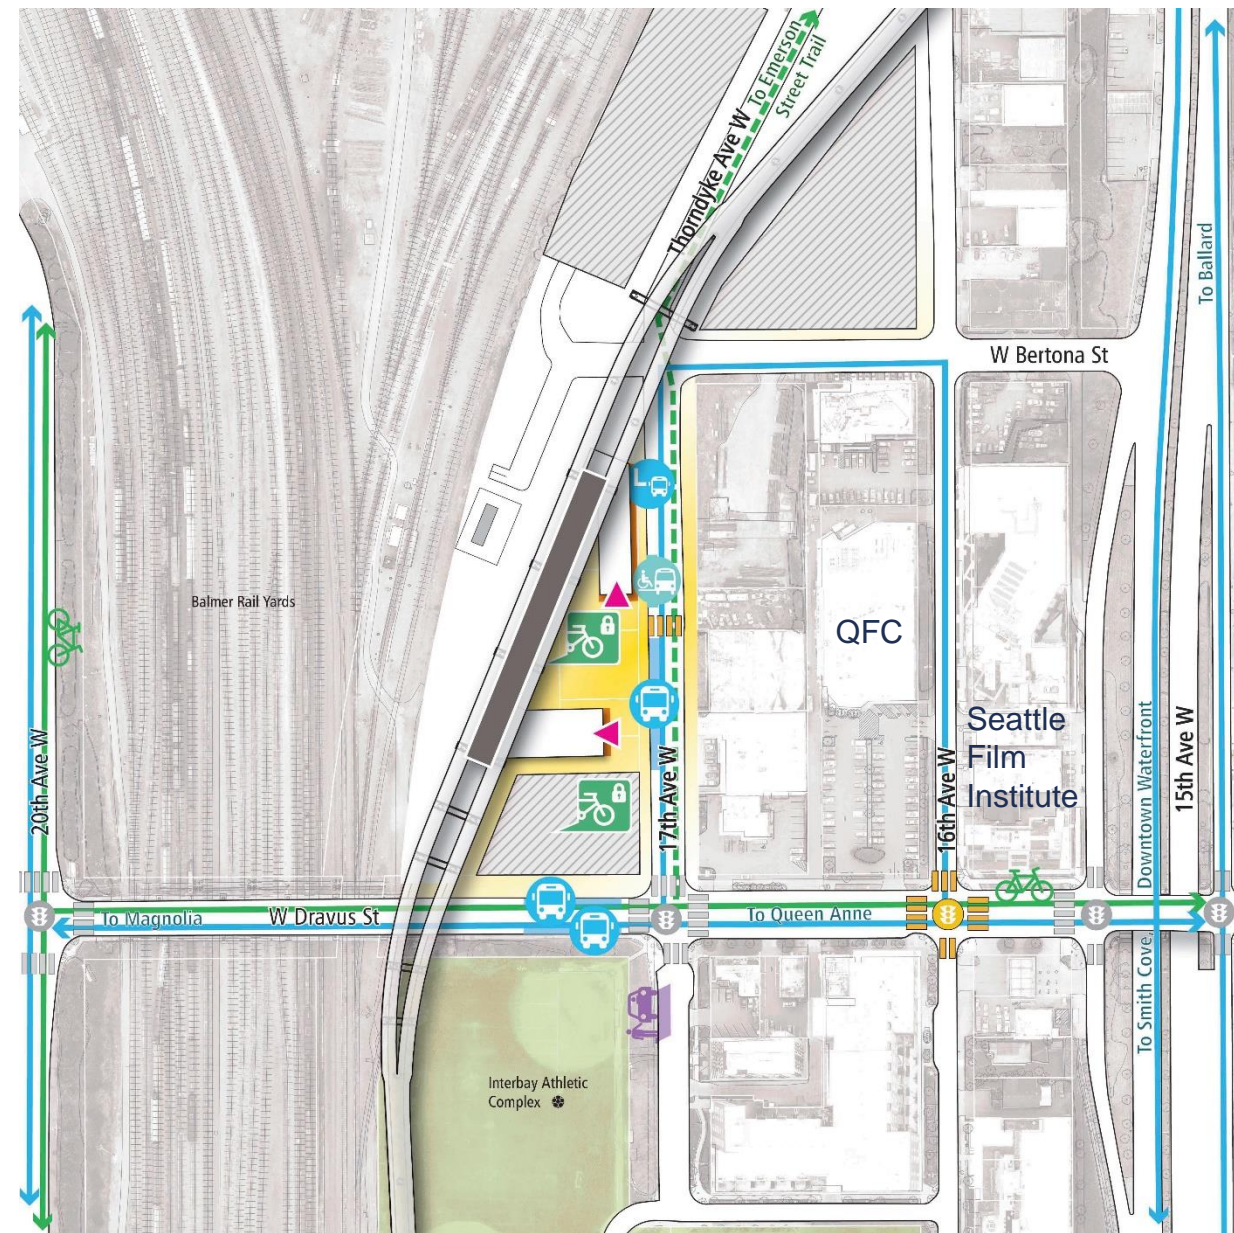 To Emerson
Street Trail
Thorndyke Ave W
To Ballard
W Bertona St
Balmer Rail Yards
QFC
20th Ave W
17th Ave W
16th Ave W
Seattle
Film
Institute
Downtown Waterfront
15th Ave W
To Magnolia
W Dravus St
To Queen Anne
To Smith Cove
Interbay Athletic
Complex